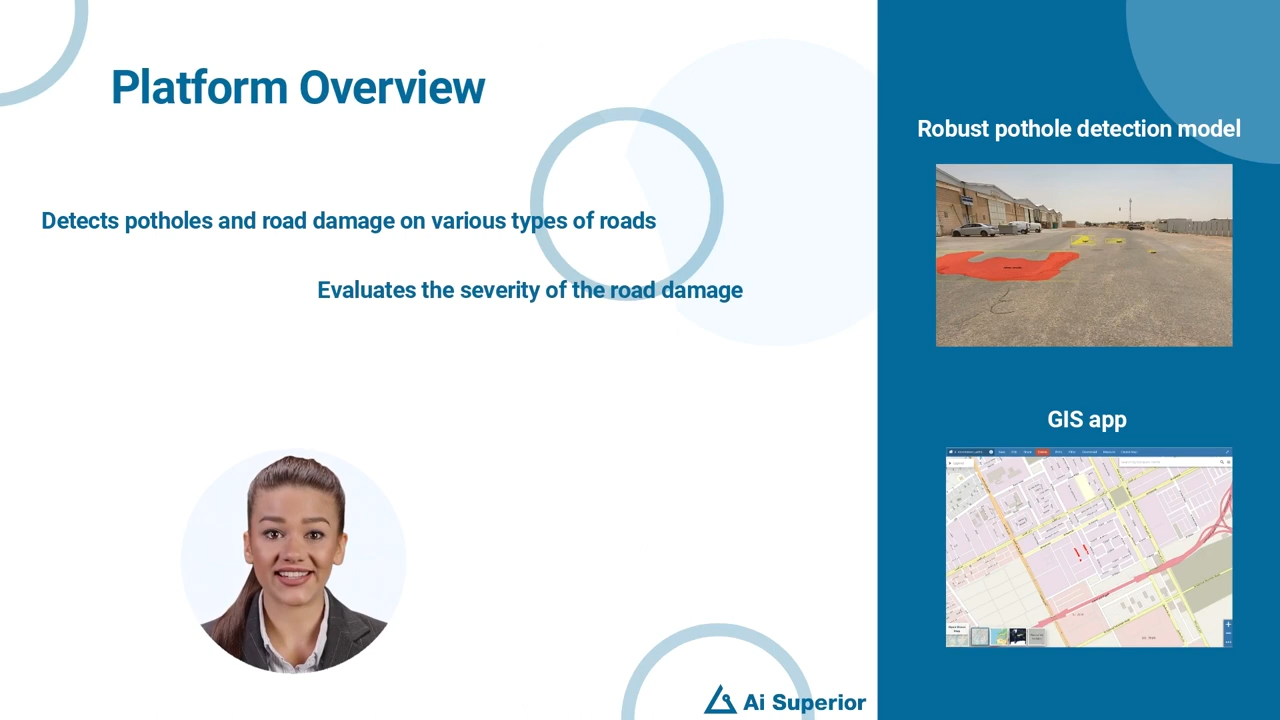 Platform Overview
Detects potholes and road damage on various types of roads
Evaluates the severity of the road damage
Ai Superior
Robust pothole detection model
GIS app